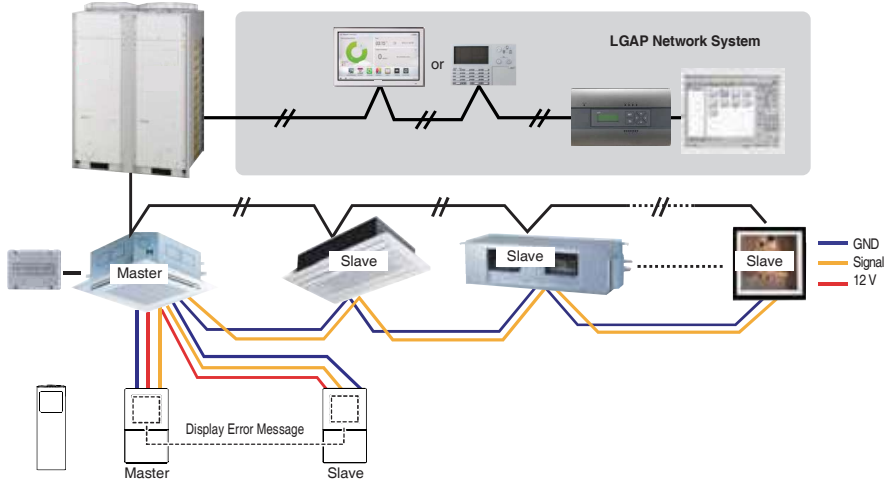 LGAP Network System
or
Master
Slave
Slave
Slave
GND
Signal
12 V
Display Error Message
Master
Slave